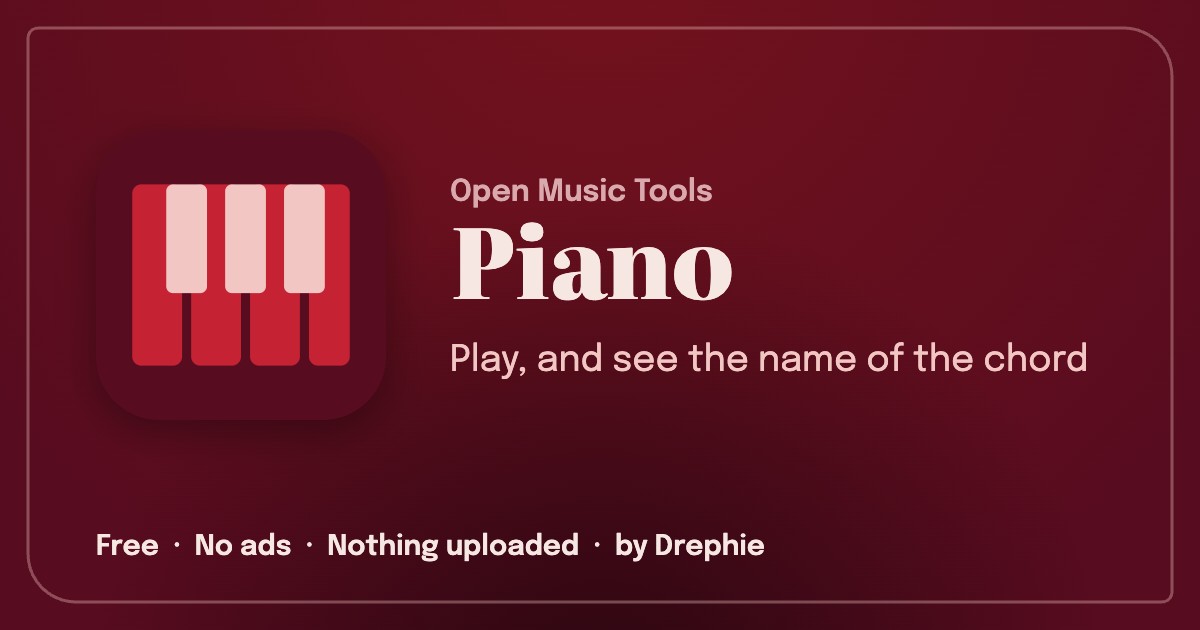 Open Music Tools
Piano
Play, and see the name of the chord
Free · No ads · Nothing uploaded · by Drephie